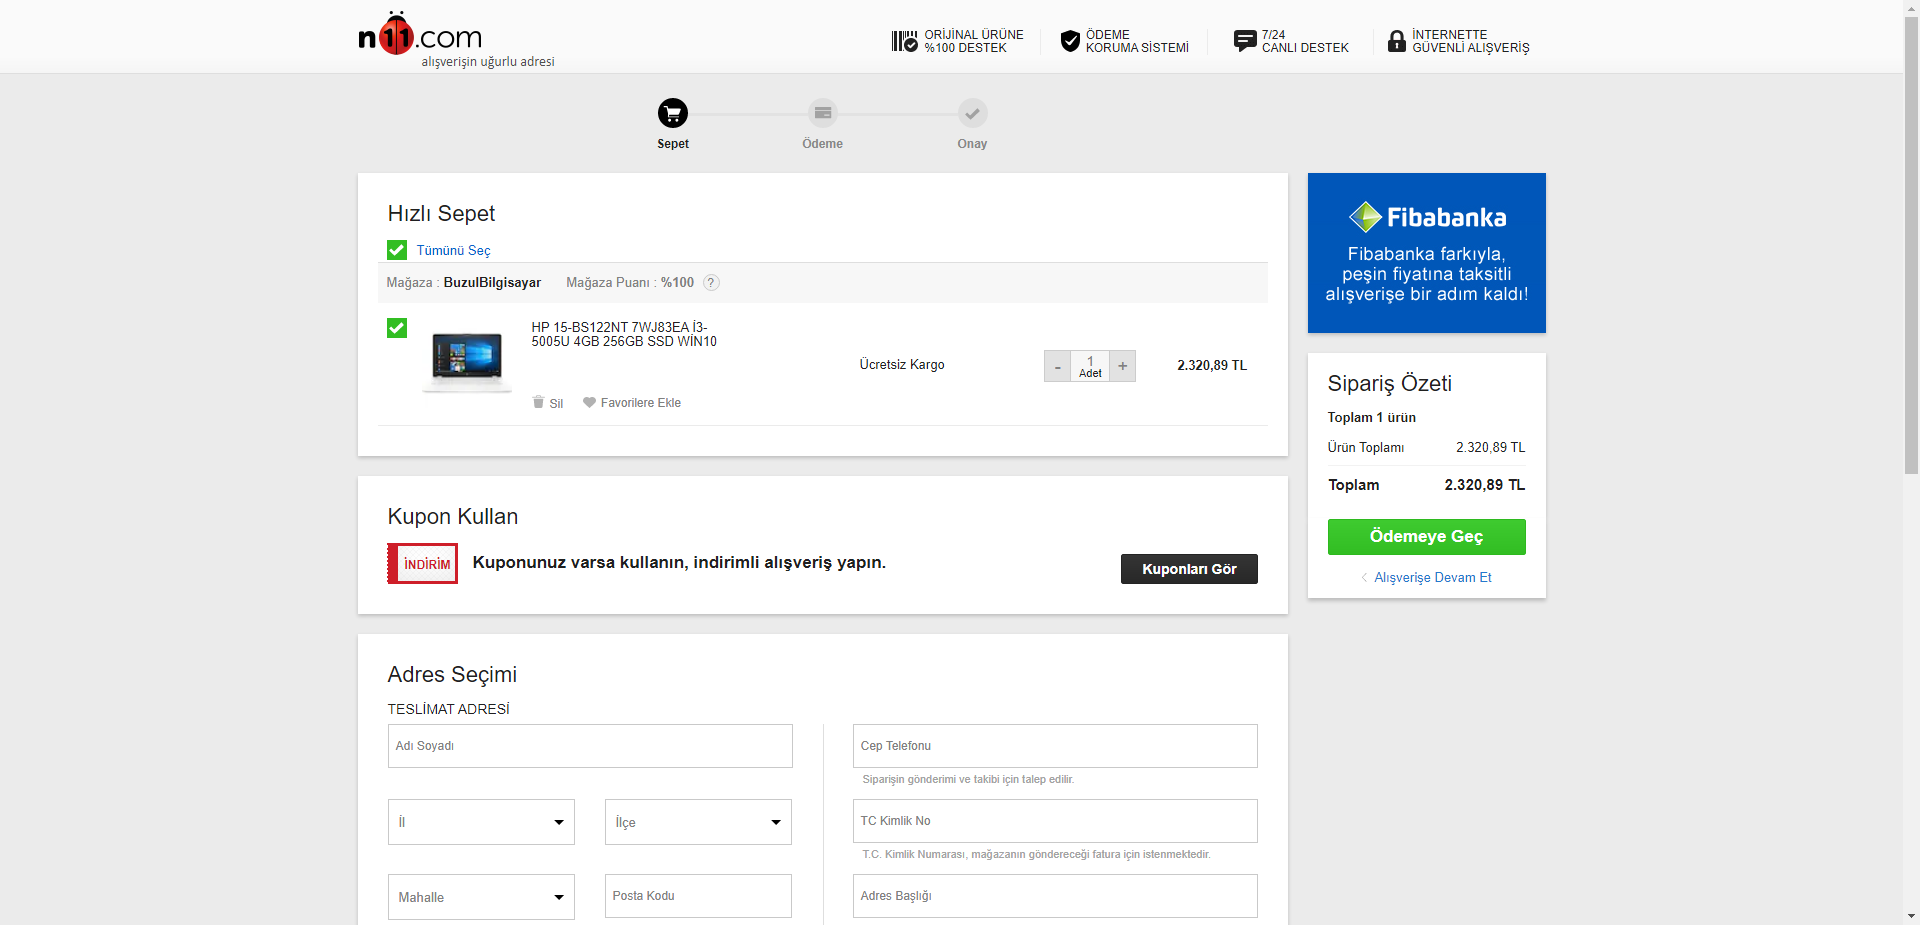 n11.com
alışverişin uğurlu adresi
ORİJİNAL ÜRÜNE
%100 DESTEK
ÖDEME
KORUMA SİSTEMİ
7/24
CANLI DESTEK
İNTERNETTE
GÜVENLİ ALIŞVERİŞ
Sepet
Ödeme
Onay
Hızlı Sepet
Tümünü Seç
Mağaza : BuzulBilgisayar
Mağaza Puanı : %100 ?
HP 15-BS122NT 7WJ83EA İ3-
5005U 4GB 256GB SSD WİN10
Ücretsiz Kargo
- 1 +
Adet
2.320,89 TL
Sil
Favorilere Ekle
Kupon Kullan
İNDİRİM
Kuponunuz varsa kullanın, indirimli alışveriş yapın.
Kuponları Gör
Adres Seçimi
TESLİMAT ADRESİ
Adı Soyadı
Cep Telefonu
Siparişin gönderimi ve takibi için talep edilir.
İl
İlçe
TC Kimlik No
T.C. Kimlik Numarası, mağazanın göndereceği fatura için istenmektedir.
Mahalle
Posta Kodu
Adres Başlığı
Fibabanka
Fibabanka farkıyla,
peşin fiyatına taksitli
alışverişe bir adım kaldı!
Sipariş Özeti
Toplam 1 ürün
Ürün Toplamı 2.320,89 TL
Toplam 2.320,89 TL
Ödemeye Geç
Alışverişe Devam Et